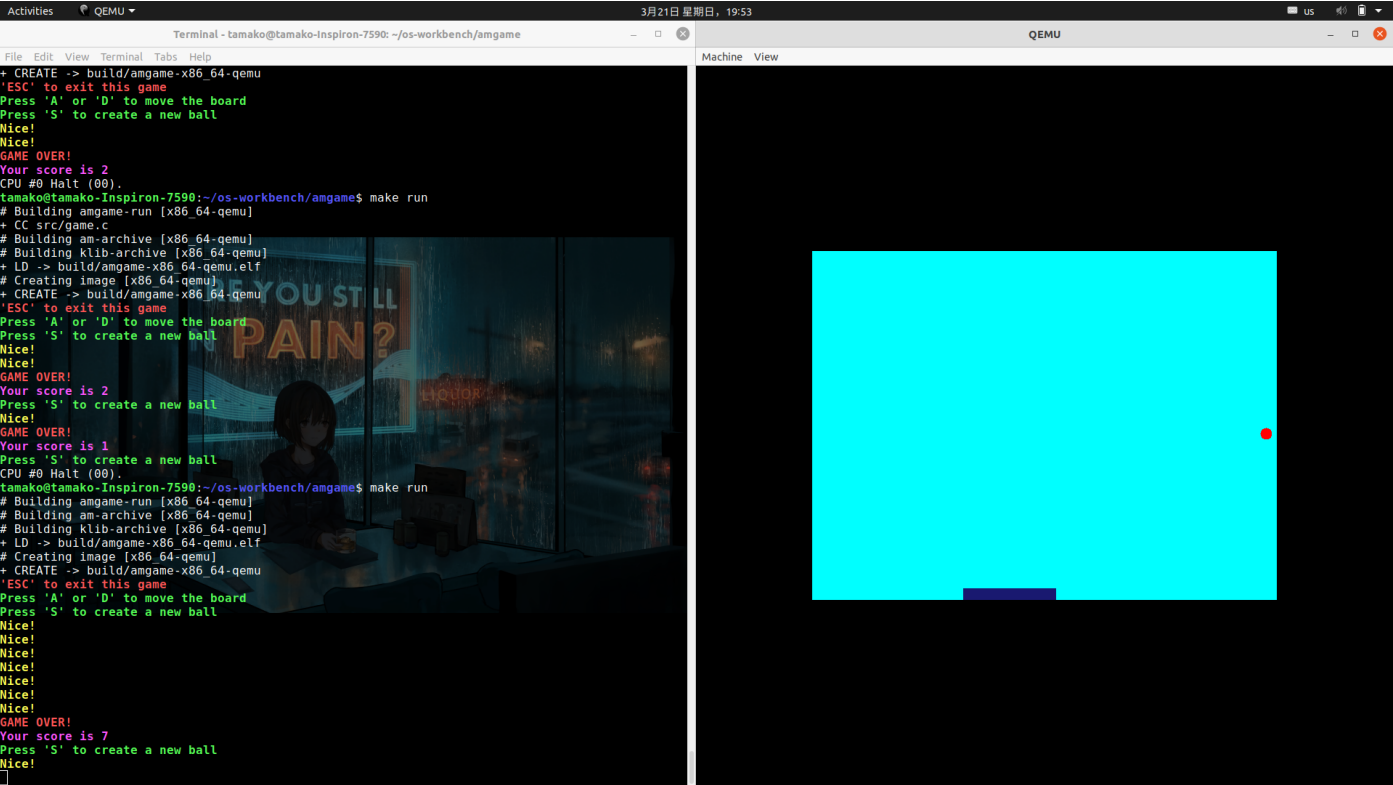 Activities QEMU 3月21日 星期日，19:53 us
Terminal - tamako@tamako-Inspiron-7590: ~/os-workbench/amgame
File Edit View Terminal Tabs Help
+ CREATE -> build/amgame-x86_64-qemu
'ESC' to exit this game
Press 'A' or 'D' to move the board
Press 'S' to create a new ball
Nice!
Nice!
GAME OVER!
Your score is 2
CPU #0 Halt (00).
tamako@tamako-Inspiron-7590:~/os-workbench/amgame$ make run
# Building amgame-run [x86_64-qemu]
+ CC src/game.c
# Building am-archive [x86_64-qemu]
# Building klib-archive [x86_64-qemu]
+ LD -> build/amgame-x86_64-qemu.elf
# Creating image [x86_64-qemu]
+ CREATE -> build/amgame-x86_64-qemu
'ESC' to exit this game
Press 'A' or 'D' to move the board
Press 'S' to create a new ball
Nice!
Nice!
GAME OVER!
Your score is 2
Press 'S' to create a new ball
Nice!
GAME OVER!
Your score is 1
Press 'S' to create a new ball
CPU #0 Halt (00).
tamako@tamako-Inspiron-7590:~/os-workbench/amgame$ make run
# Building amgame-run [x86_64-qemu]
# Building am-archive [x86_64-qemu]
# Building klib-archive [x86_64-qemu]
+ LD -> build/amgame-x86_64-qemu.elf
# Creating image [x86_64-qemu]
+ CREATE -> build/amgame-x86_64-qemu
'ESC' to exit this game
Press 'A' or 'D' to move the board
Press 'S' to create a new ball
Nice!
Nice!
Nice!
Nice!
Nice!
Nice!
Nice!
GAME OVER!
Your score is 7
Press 'S' to create a new ball
Nice!
YOU STILL
PAIN?
LIQUOR
QEMU
Machine View